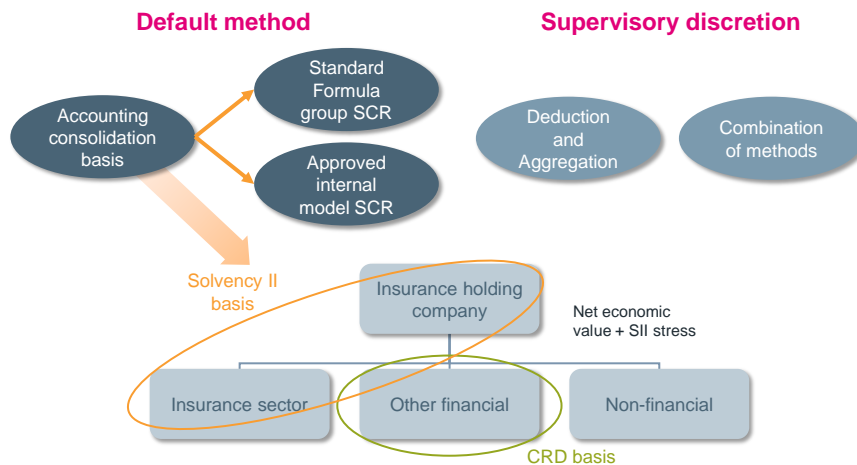 Default method
Supervisory discretion
Standard
Formula
group SCR
Accounting
consolidation
basis
Approved
internal
model SCR
Deduction
and
Aggregation
Combination
of methods
Solvency II
basis
Insurance holding
company
Net economic
value + SII stress
Insurance sector
Other financial
Non-financial
CRD basis